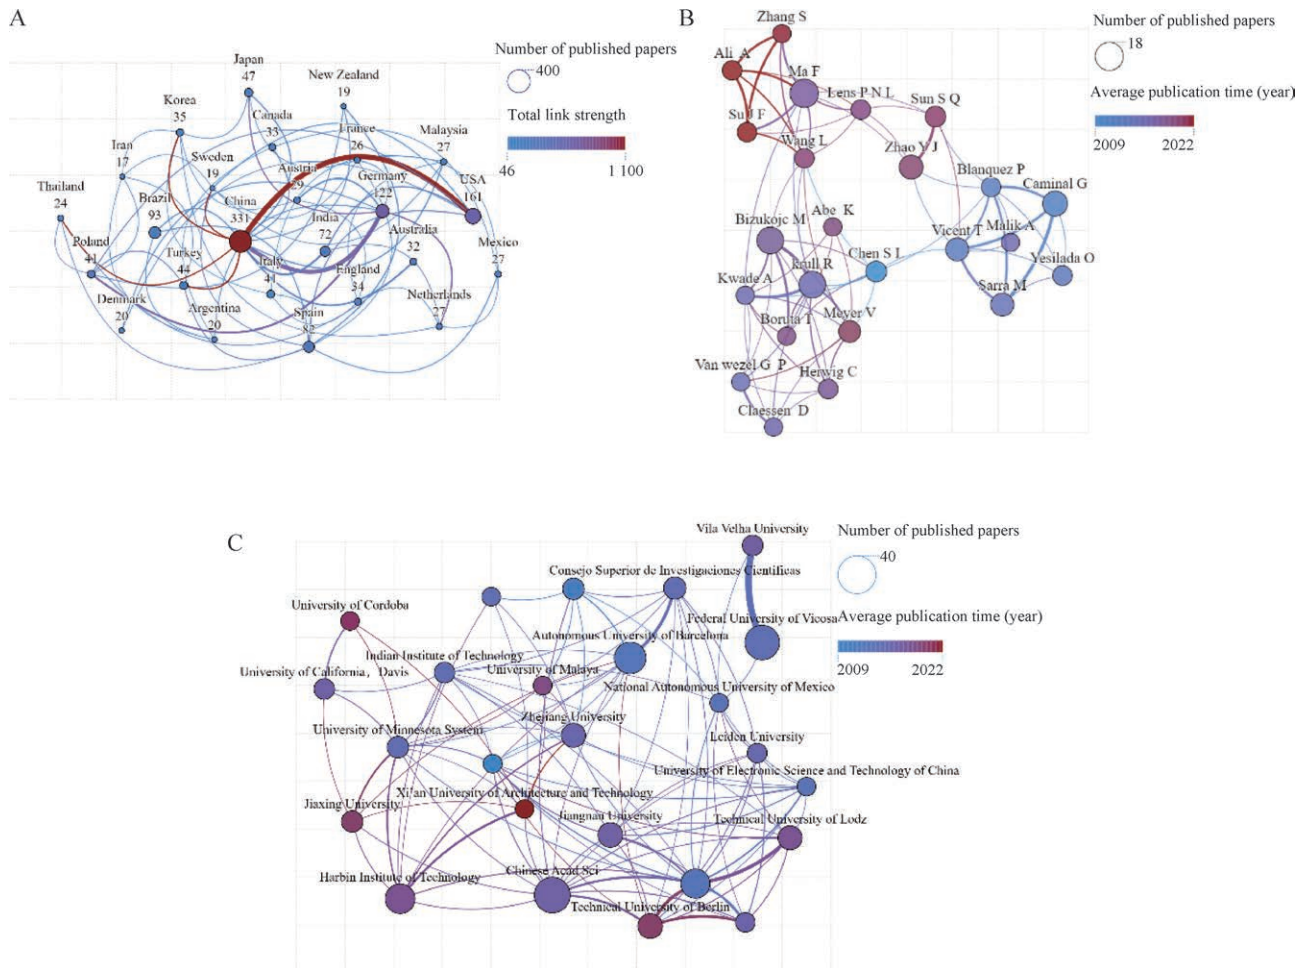 A
Number of published papers
400
Total link strength
46
1 100
Japan
47
New Zealand
19
Korea
35
Canada
33
France
26
Malaysia
27
Iran
17
Sweden
19
Austria
29
Germany
122
USA
161
Thailand
24
Brazil
93
China
331
India
72
Australia
32
Mexico
27
Poland
41
Turkey
44
Italy
41
England
34
Denmark
20
Argentina
20
Spain
82
Netherlands
27
B
Number of published papers
18
Average publication time (year)
2009
2022
Zhang S
Ali A
Ma F
Lens P N L
Sun S Q
Su J F
Wang L
Zhao Y J
Blanquez P
Caminal G
Abe K
Bizukojc M
Vicent T
Malik A
Chen S L
Yesilada O
Kwade A
krull R
Sarra M
Boruta T
Meyer V
Van wezel G P
Herwig C
Claessen D
C
Number of published papers
40
Average publication time (year)
2009
2022
Vila Velha University
Consejo Superior de Investigaciones Cientificas
University of Cordoba
Federal University of Vicosa
Autonomous University of Barcelona
Indian Institute of Technology
University of California, Davis
University of Malaya
National Autonomous University of Mexico
Zhejiang University
University of Minnesota System
Leiden University
University of Electronic Science and Technology of China
Xi'an University of Architecture and Technology
Jiaxing University
Jiangnan University
Technical University of Lodz
Harbin Institute of Technology
Chinese Acad Sci
Technical University of Berlin